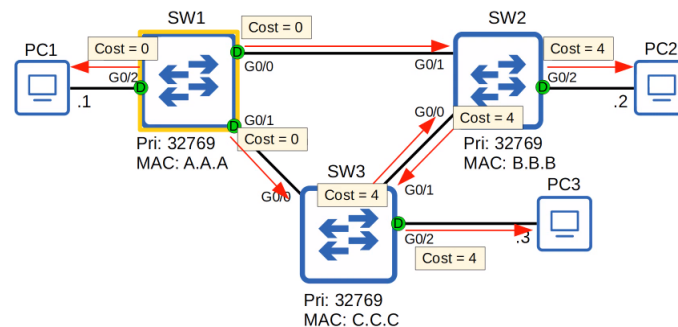 SW1
SW2
PC1
Cost = 0
Cost = 0
Cost = 4
PC2
G0/2
D
D
G0/0
G0/1
D
G0/2
.1
.2
D
G0/1
G0/0
Cost = 4
Pri: 32769
MAC: A.A.A
Cost = 0
Pri: 32769
MAC: B.B.B
SW3
G0/0
Cost = 4
G0/1
PC3
D
G0/2
.3
Cost = 4
Pri: 32769
MAC: C.C.C